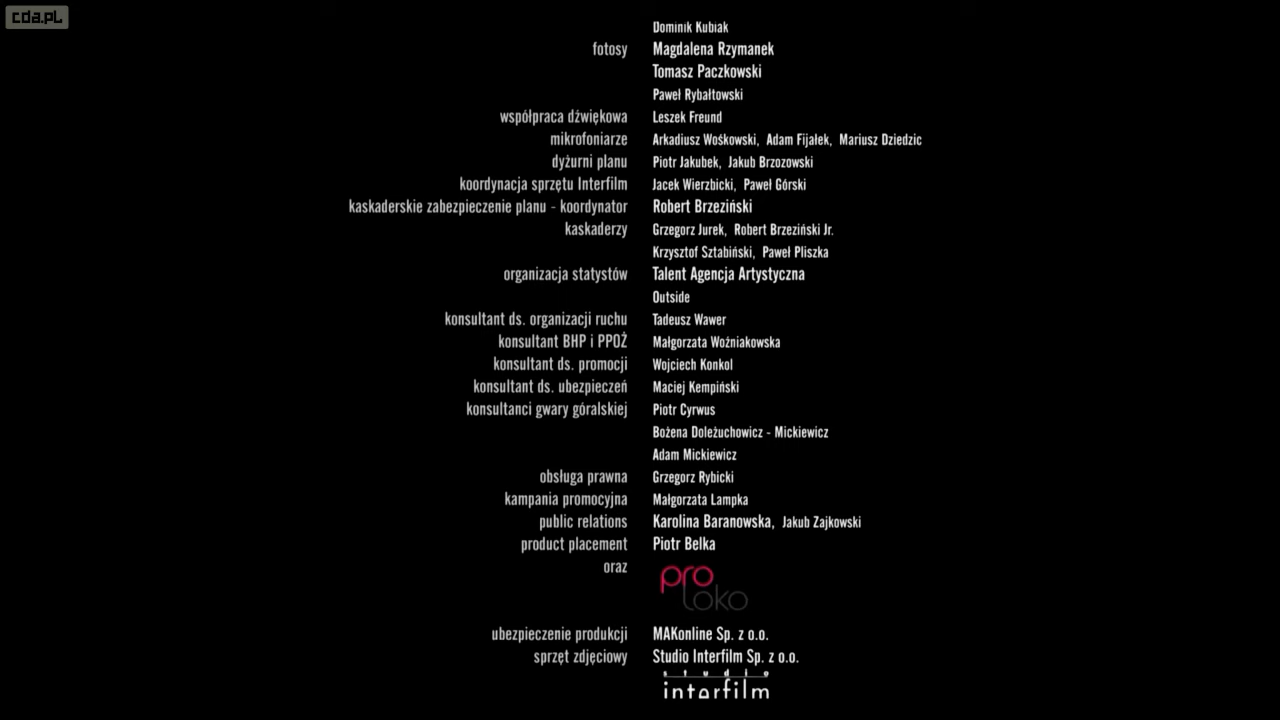 cda.pl
Dominik Kubiak
fotosy Magdalena Rzymanek
Tomasz Paczkowski
Paweł Rybałtowski
współpraca dźwiękowa Leszek Freund
mikrofoniarze Arkadiusz Wośkowski, Adam Fijałek, Mariusz Dziedzic
dyżurni planu Piotr Jakubek, Jakub Brzozowski
koordynacja sprzętu Interfilm Jacek Wierzbicki, Paweł Górski
kaskaderskie zabezpieczenie planu - koordynator Robert Brzeziński
kaskaderzy Grzegorz Jurek, Robert Brzeziński Jr.
Krzysztof Sztabiński, Paweł Pliszka
organizacja statystów Talent Agencja Artystyczna
Outside
konsultant ds. organizacji ruchu Tadeusz Wawer
konsultant BHP i PPOŻ Małgorzata Woźniakowska
konsultant ds. promocji Wojciech Konkol
konsultant ds. ubezpieczeń Maciej Kempiński
konsultanci gwary góralskiej Piotr Cyrwus
Bożena Doleżuchowicz - Mickiewicz
Adam Mickiewicz
obsługa prawna Grzegorz Rybicki
kampania promocyjna Małgorzata Lampka
public relations Karolina Baranowska, Jakub Zajkowski
product placement Piotr Belka
oraz pro
loko
ubezpieczenie produkcji MAKonline Sp. z o.o.
sprzęt zdjęciowy Studio Interfilm Sp. z o.o.
studio
interfilm